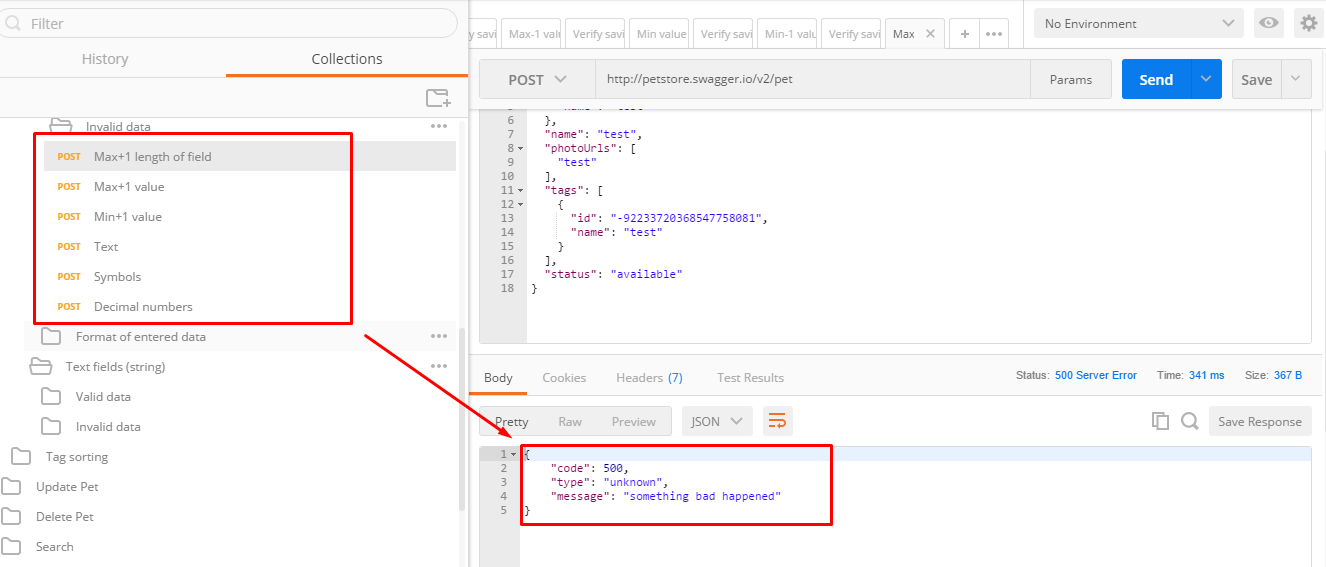 Filter
History
Collections
Invalid data
POST Max+1 length of field
POST Max+1 value
POST Min+1 value
POST Text
POST Symbols
POST Decimal numbers
Format of entered data
Text fields (string)
Valid data
Invalid data
Tag sorting
Update Pet
Delete Pet
Search
y savi
Max-1 valu
Verify savi
Min value
Verify savi
Min-1 valu
Verify savi
Max
No Environment
POST
http://petstore.swagger.io/v2/pet
Params
Send
Save
6 },
7 "name": "test",
8 "photoUrls": [
9 "test"
10 ],
11 "tags": [
12 {
13 "id": "-92233720368547758081",
14 "name": "test"
15 }
16 ],
17 "status": "available"
18 }
Body
Cookies
Headers (7)
Test Results
Status: 500 Server Error
Time: 341 ms
Size: 367 B
Pretty
Raw
Preview
JSON
Save Response
1 {
2 "code": 500,
3 "type": "unknown",
4 "message": "something bad happened"
5 }